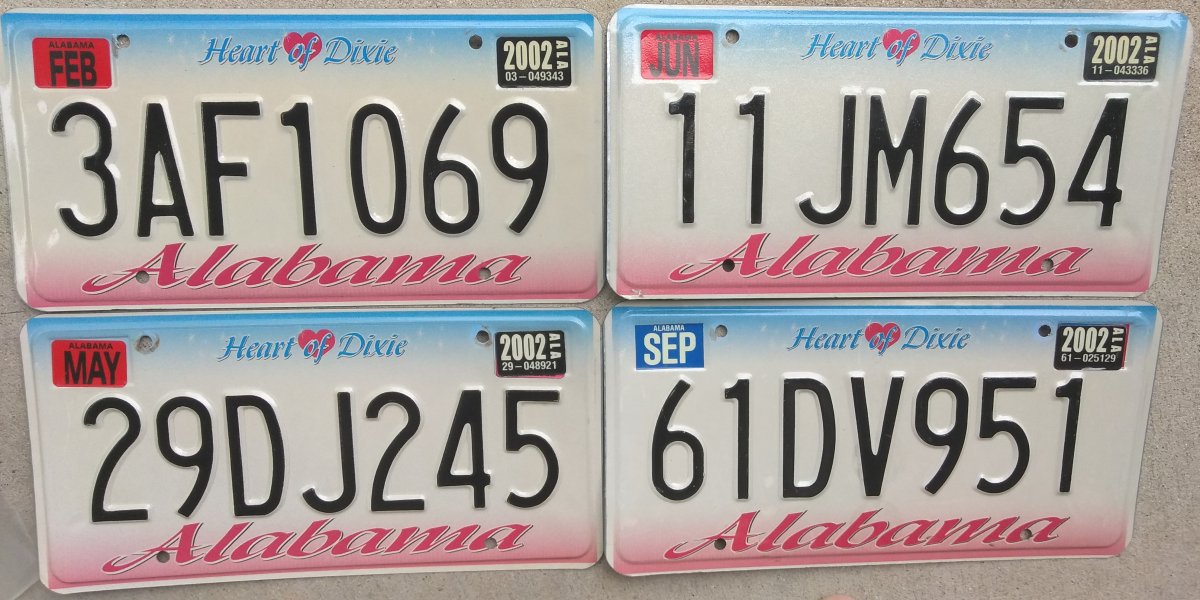 ALABAMA
FEB
Heart of Dixie
2002 ALA
03-049343
3AF1069
Alabama
ALABAMA
JUN
Heart of Dixie
2002 ALA
11-043336
11JM654
Alabama
ALABAMA
MAY
Heart of Dixie
2002 ALA
29-048921
29DJ245
Alabama
ALABAMA
SEP
Heart of Dixie
2002 ALA
61-025129
61DV951
Alabama